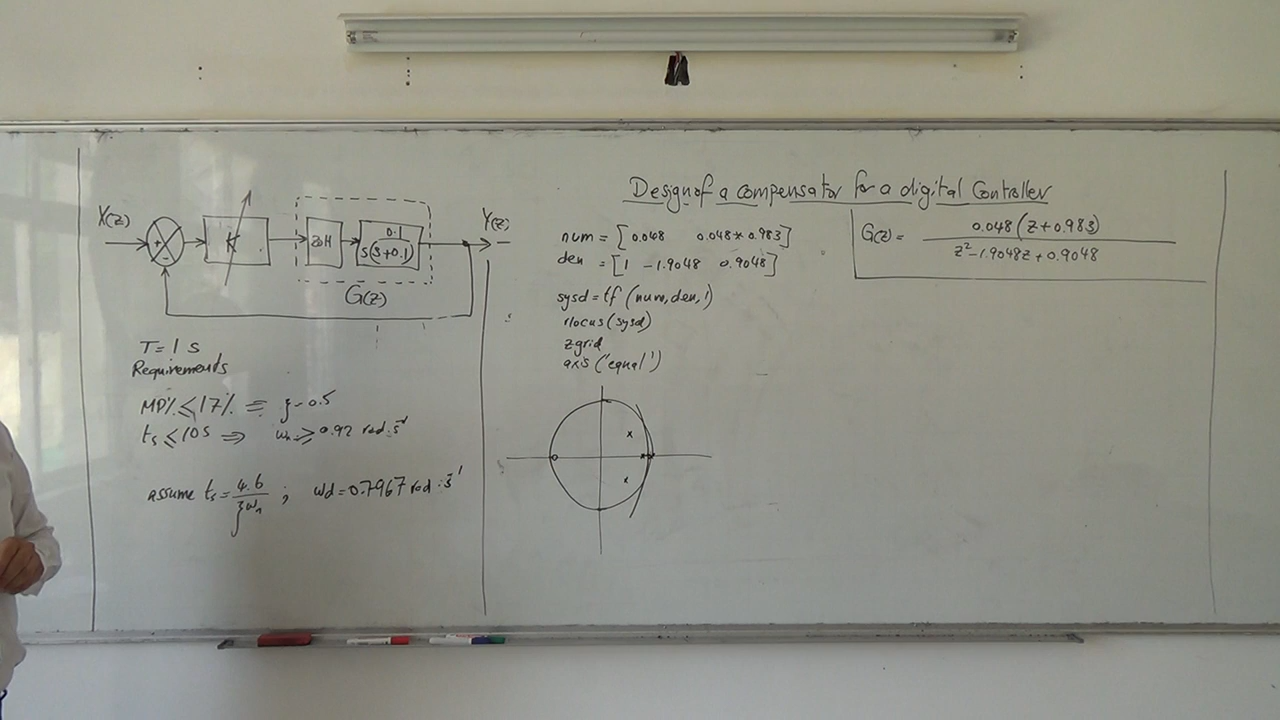 Design of a compensator for a digital Controller
X(z)
+
-
K
ZOH
0.1
s(s+0.1)
G(z)
Y(z)
T=1 s
Requirements
MP% ≤ 17% ≡ ζ=0.5
ts ≤ 10s ⇒ ωn ≥ 0.92 rad.s⁻¹
assume ts = 4.6/ζωn ; ωd = 0.7967 rad.s⁻¹
num = [0.048 0.048*0.983]
den = [1 -1.9048 0.9048]
sysd = tf (num,den,1)
rlocus(sysd)
zgrid
axis ('equal')
G(z) = 0.048 (z+0.983)
z²-1.9048z+0.9048